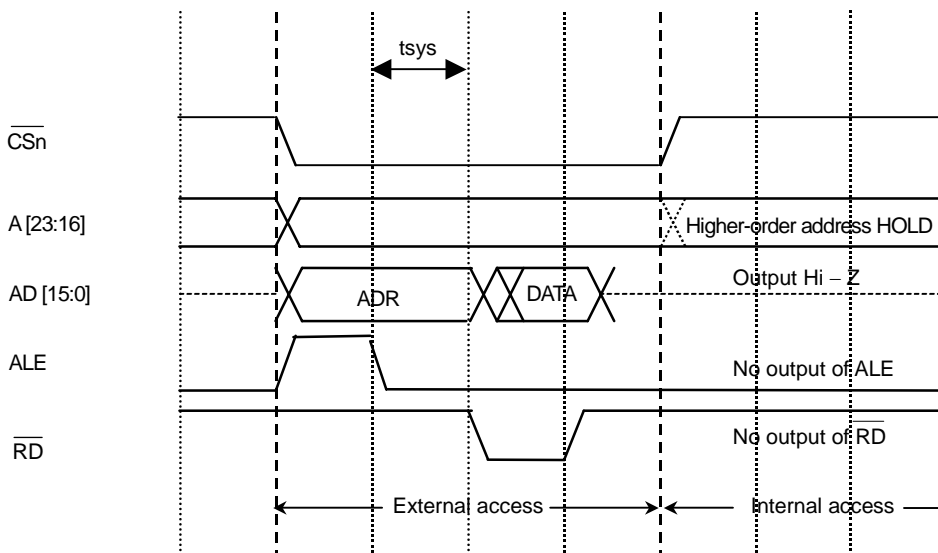 tsys
CSn
A [23:16]
Higher-order address HOLD
AD [15:0]
ADR
DATA
Output Hi – Z
ALE
No output of ALE
RD
No output of RD
External access
Internal access